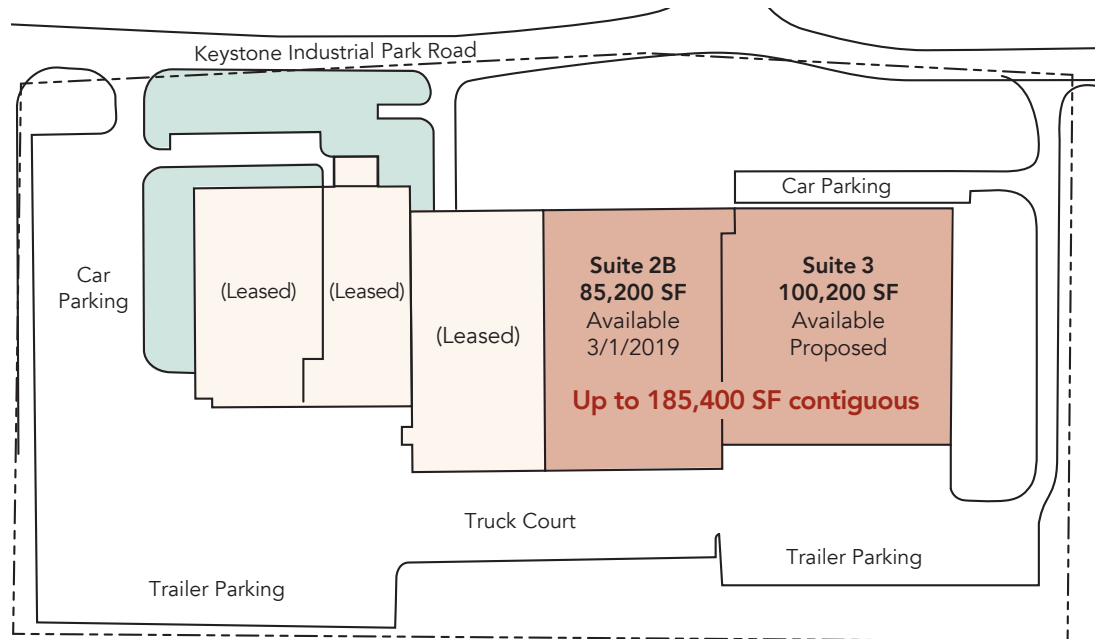 Keystone Industrial Park Road
Car Parking
Car
Parking
(Leased)
(Leased)
(Leased)
Suite 2B
85,200 SF
Available
3/1/2019
Suite 3
100,200 SF
Available
Proposed
Up to 185,400 SF contiguous
Truck Court
Trailer Parking
Trailer Parking